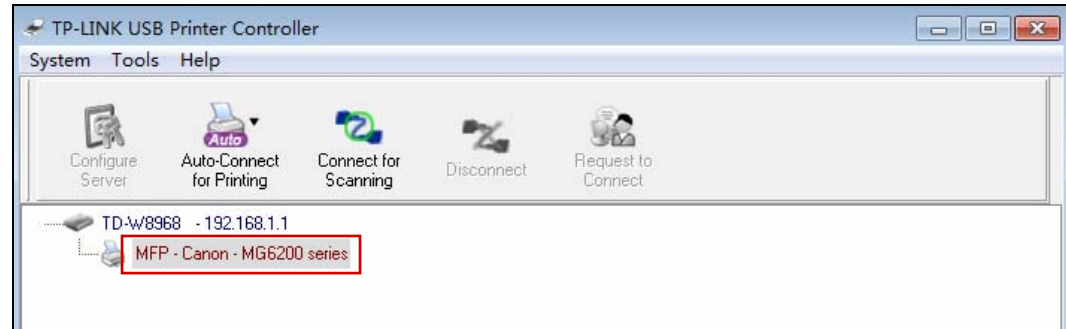 TP-LINK USB Printer Controller
System Tools Help
Configure Server
Auto
Auto-Connect for Printing
Connect for Scanning
Disconnect
Request to Connect
TD-W8968 - 192.168.1.1
MFP - Canon - MG6200 series